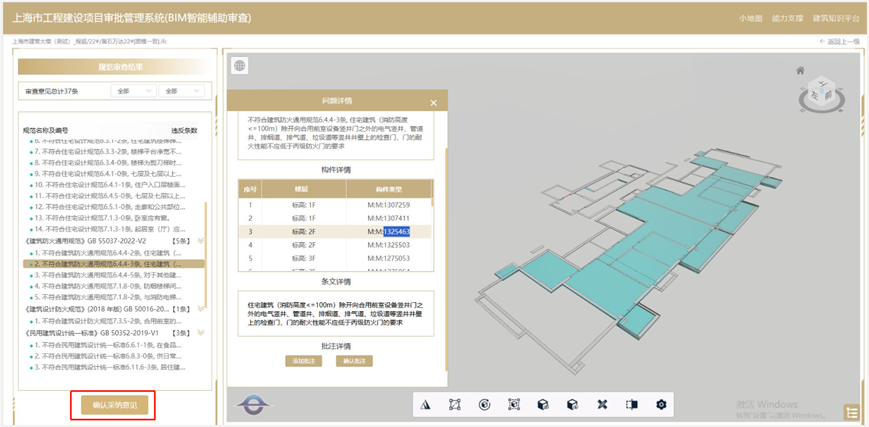 上海市工程建设项目审批管理系统(BIM智能辅助审查)
小地图 能力支撑 建筑知识平台
返回上一级
规范审查结果
审查意见总计37条 全部 全部
规范名称及编号 违反条数
6. 不符合住宅设计规范6.3.1-2条, 住宅建筑楼梯梯...
7. 不符合住宅设计规范6.3.3-2条, 楼梯平台净宽不...
8. 不符合住宅设计规范6.3.4-0条, 楼梯为剪刀梯时...
9. 不符合住宅设计规范6.4.1-0条, 七层及七层以上...
10. 不符合住宅设计规范6.4.1-1条, 住户入口层楼面...
11. 不符合住宅设计规范6.4.5-1条, 七层及七层以上...
12. 不符合住宅设计规范6.5.1-0条, 走廊和公共部位...
13. 不符合住宅设计规范7.1.3-0条, 卧室应有窗。
14. 不符合住宅设计规范7.1.3-1条, 起居室（厅）应...
《建筑防火通用规范》GB 55037-2022-V2 【5条】
1. 不符合建筑防火通用规范6.4.4-2条, 住宅建筑（...
2. 不符合建筑防火通用规范6.4.4-3条, 住宅建筑（...
3. 不符合建筑防火通用规范6.4.4-5条, 对于其他建...
4. 不符合建筑防火通用规范7.1.8-0条, 防烟楼梯间...
5. 不符合建筑防火通用规范7.1.8-2条, 与消防电梯...
《建筑设计防火规范》(2018 年版) GB 50016-20... 【1条】
1. 不符合建筑设计防火规范7.3.5-2条, 合用前室的...
《民用建筑设计统一标准》GB 50352-2019-V1 【3条】
1. 不符合民用建筑设计统一标准6.6.1-1条, 在食品...
2. 不符合民用建筑设计统一标准6.8.3-0条, 供日常...
3. 不符合民用建筑设计统一标准6.11.6-3条, 居住建...
确认采纳意见
问题详情
不符合建筑防火通用规范6.4.4-3条, 住宅建筑（消防高度
<=100m）除开向合用前室设备竖井门之外的电气竖井、管道
井、排烟道、排气道、垃圾道等竖井井壁上的检查门，门的耐
火性能不应低于丙级防火门的要求
构件详情
序号 楼层 构件类型
1 标高: 1F M:M:1307259
2 标高: 1F M:M:1307411
3 标高: 2F M:M:1325463
4 标高: 2F M:M:1325503
5 标高: 3F M:M:1275053
条文详情
住宅建筑（消防高度<=100m）除开向合用前室设备竖井门之
外的电气竖井、管道井、排烟道、排气道、垃圾道等竖井井壁
上的检查门，门的耐火性能不应低于丙级防火门的要求
批注详情
添加批注 确认批注
上
左 前
激活 Windows
转到"设置"以激活 Windows。